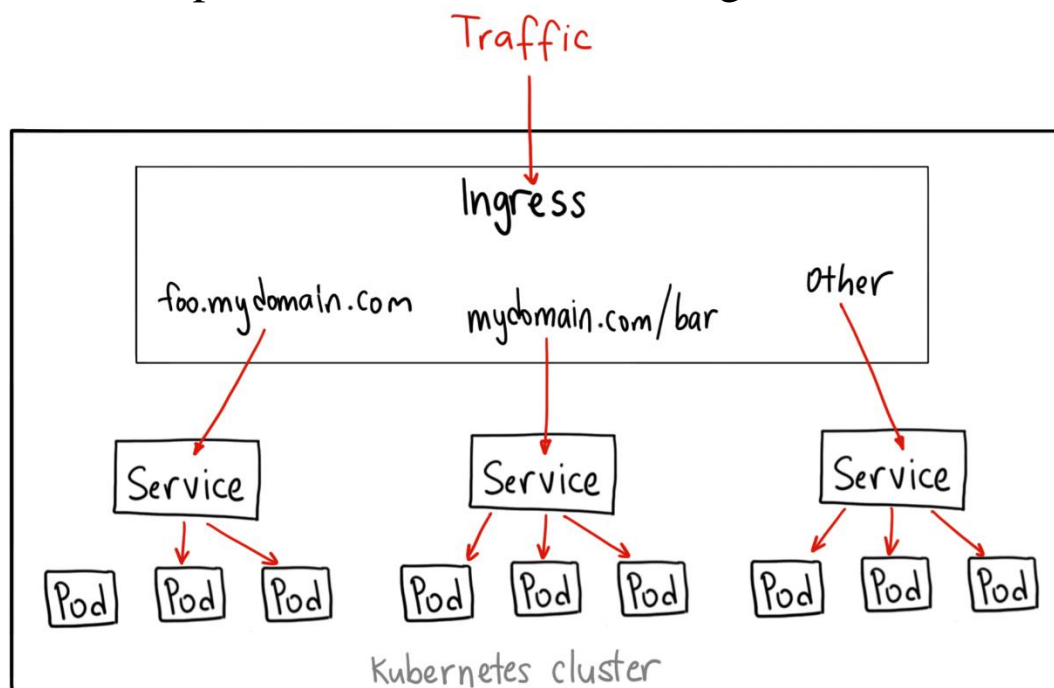 Traffic
Ingress
foo.mydomain.com
mydomain.com/bar
other
Service
Service
Service
Pod
Pod
Pod
Pod
Pod
Pod
Pod
Pod
Pod
Kubernetes cluster